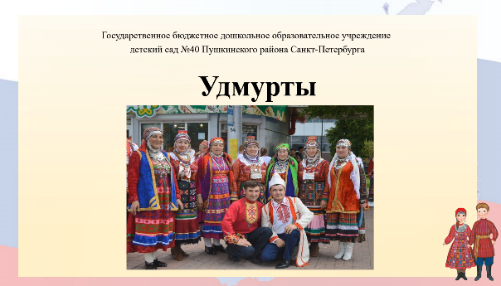 Государственное бюджетное дошкольное образовательное учреждение
детский сад №40 Пушкинского района Санкт-Петербурга
Удмурты